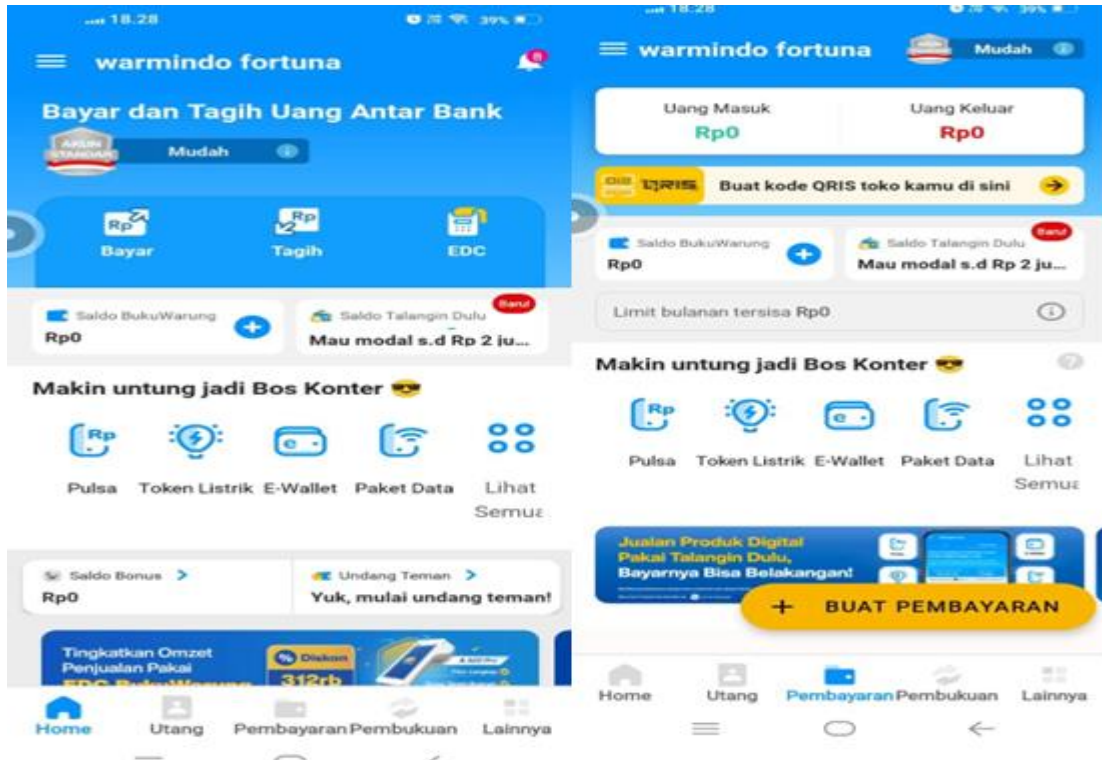 18.28
39%
warmindo fortuna
Bayar dan Tagih Uang Antar Bank
AKUN
STANDAR
Mudah
Bayar
Tagih
EDC
Saldo BukuWarung
Rp0
Saldo Talangin Dulu
Baru!
Mau modal s.d Rp 2 ju...
Makin untung jadi Bos Konter 😎
Pulsa
Token Listrik
E-Wallet
Paket Data
Lihat
Semua
Saldo Bonus >
Rp0
Undang Teman >
Yuk, mulai undang teman!
Tingkatkan Omzet
Penjualan Pakai
EDC BukuWarung
Diskon
312rb
Home
Utang
Pembayaran
Pembukuan
Lainnya
18.28
39%
warmindo fortuna
Mudah
Uang Masuk
Rp0
Uang Keluar
Rp0
QRIS
Buat kode QRIS toko kamu di sini
Saldo BukuWarung
Rp0
Saldo Talangin Dulu
Baru!
Mau modal s.d Rp 2 ju...
Limit bulanan tersisa Rp0
Makin untung jadi Bos Konter 😎
Pulsa
Token Listrik
E-Wallet
Paket Data
Lihat
Semua
Jualan Produk Digital
Pakai Talangin Dulu,
Bayarnya Bisa Belakangan!
+ BUAT PEMBAYARAN
Home
Utang
Pembayaran
Pembukuan
Lainnya